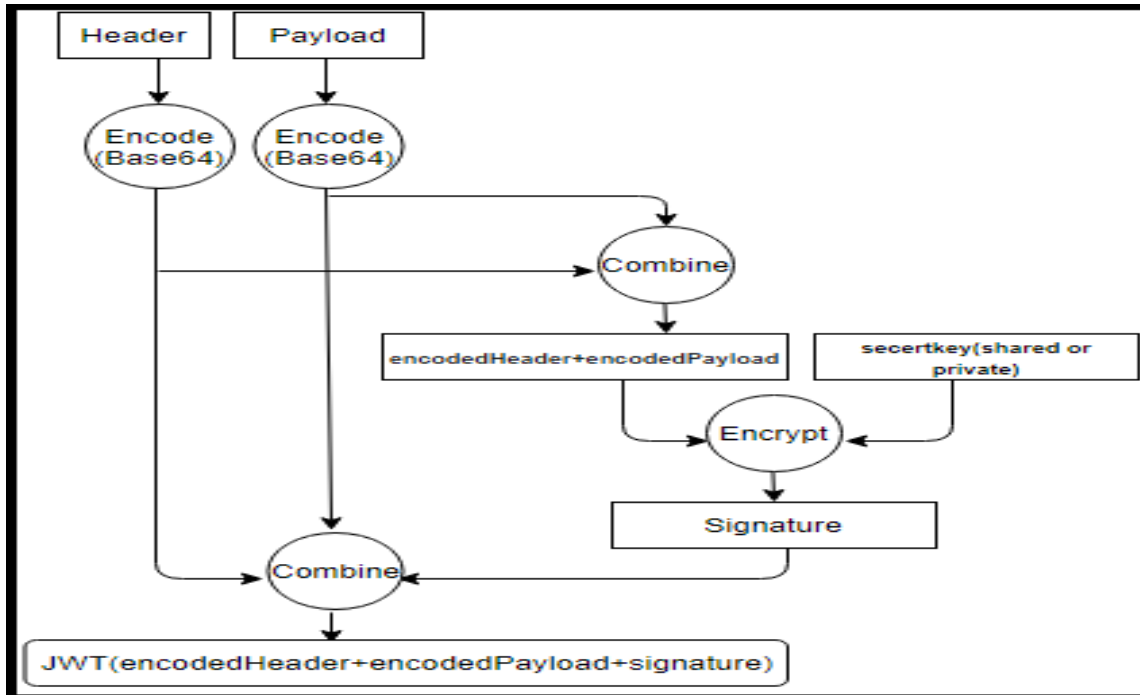 Header
Payload
Encode
(Base64)
Encode
(Base64)
Combine
encodedHeader+encodedPayload
secertkey(shared or
private)
Encrypt
Signature
Combine
JWT(encodedHeader+encodedPayload+signature)